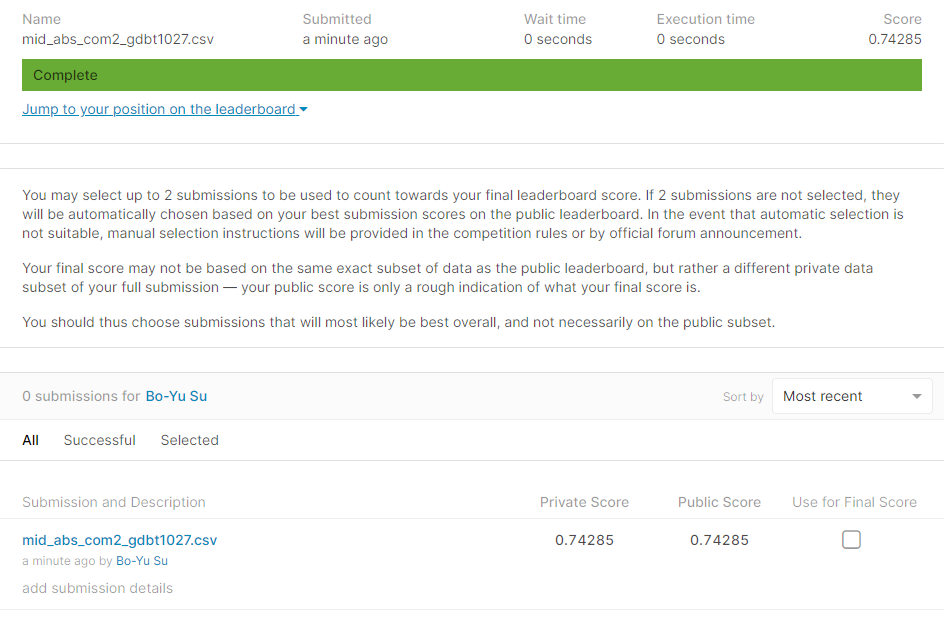 Name Submitted Wait time Execution time Score
mid_abs_com2_gdbt1027.csv a minute ago 0 seconds 0 seconds 0.74285
Complete
Jump to your position on the leaderboard
You may select up to 2 submissions to be used to count towards your final leaderboard score. If 2 submissions are not selected, they
will be automatically chosen based on your best submission scores on the public leaderboard. In the event that automatic selection is
not suitable, manual selection instructions will be provided in the competition rules or by official forum announcement.
Your final score may not be based on the same exact subset of data as the public leaderboard, but rather a different private data
subset of your full submission — your public score is only a rough indication of what your final score is.
You should thus choose submissions that will most likely be best overall, and not necessarily on the public subset.
0 submissions for Bo-Yu Su Sort by Most recent
All Successful Selected
Submission and Description Private Score Public Score Use for Final Score
mid_abs_com2_gdbt1027.csv 0.74285 0.74285
a minute ago by Bo-Yu Su
add submission details